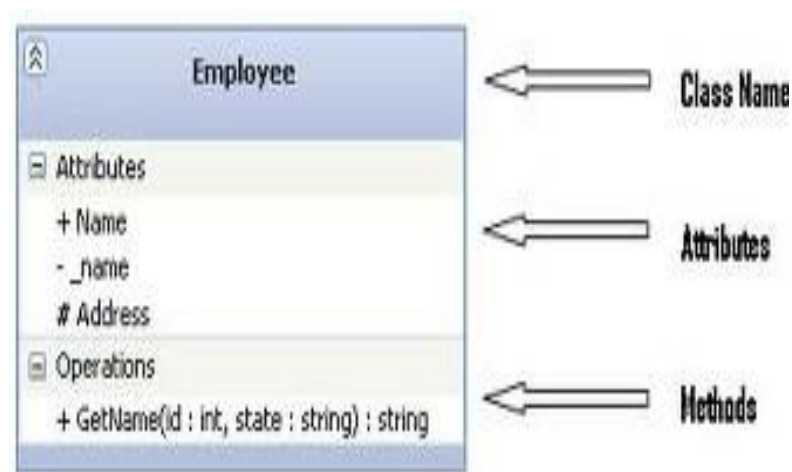 Employee
Class Name
Attributes
+ Name
- _name
# Address
Attributes
Operations
+ GetName(id : int, state : string) : string
Methods